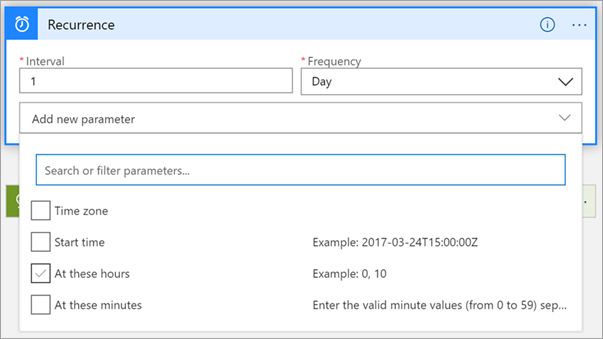 Recurrence
* Interval
* Frequency
1
Day
Add new parameter
Search or filter parameters...
Time zone
Start time
Example: 2017-03-24T15:00:00Z
At these hours
Example: 0, 10
At these minutes
Enter the valid minute values (from 0 to 59) sep...